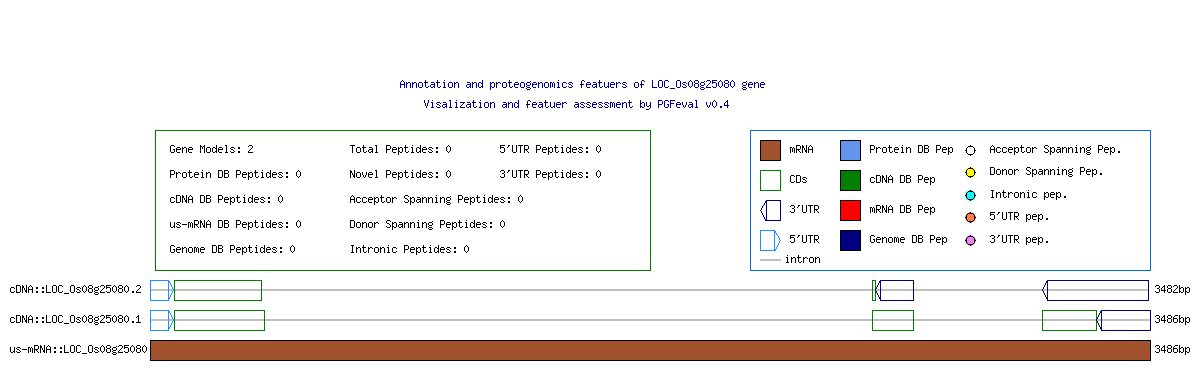 Annotation and proteogenomics featuers of LOC_Os08g25080 gene
Visalization and featuer assessment by PGFeval v0.4
Gene Models: 2 Total Peptides: 0 5'UTR Peptides: 0
Protein DB Peptides: 0 Novel Peptides: 0 3'UTR Peptides: 0
cDNA DB Peptides: 0 Acceptor Spanning Peptides: 0
us-mRNA DB Peptides: 0 Donor Spanning Peptides: 0
Genome DB Peptides: 0 Intronic Peptides: 0
mRNA Protein DB Pep Acceptor Spanning Pep.
CDs cDNA DB Pep Donor Spanning Pep.
3'UTR mRNA DB Pep Intronic pep.
5'UTR Genome DB Pep 5'UTR pep.
intron 3'UTR pep.
cDNA::LOC_Os08g25080.2 3482bp
cDNA::LOC_Os08g25080.1 3486bp
us-mRNA::LOC_Os08g25080 3486bp